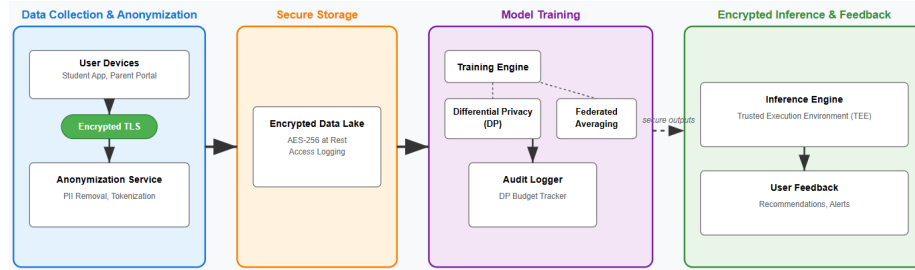 Data Collection & Anonymization
User Devices
Student App, Parent Portal
Encrypted TLS
Anonymization Service
PII Removal, Tokenization
Secure Storage
Encrypted Data Lake
AES-256 at Rest
Access Logging
Model Training
Training Engine
Differential Privacy
(DP)
Federated
Averaging
Audit Logger
DP Budget Tracker
secure outputs
Encrypted Inference & Feedback
Inference Engine
Trusted Execution Environment (TEE)
User Feedback
Recommendations, Alerts